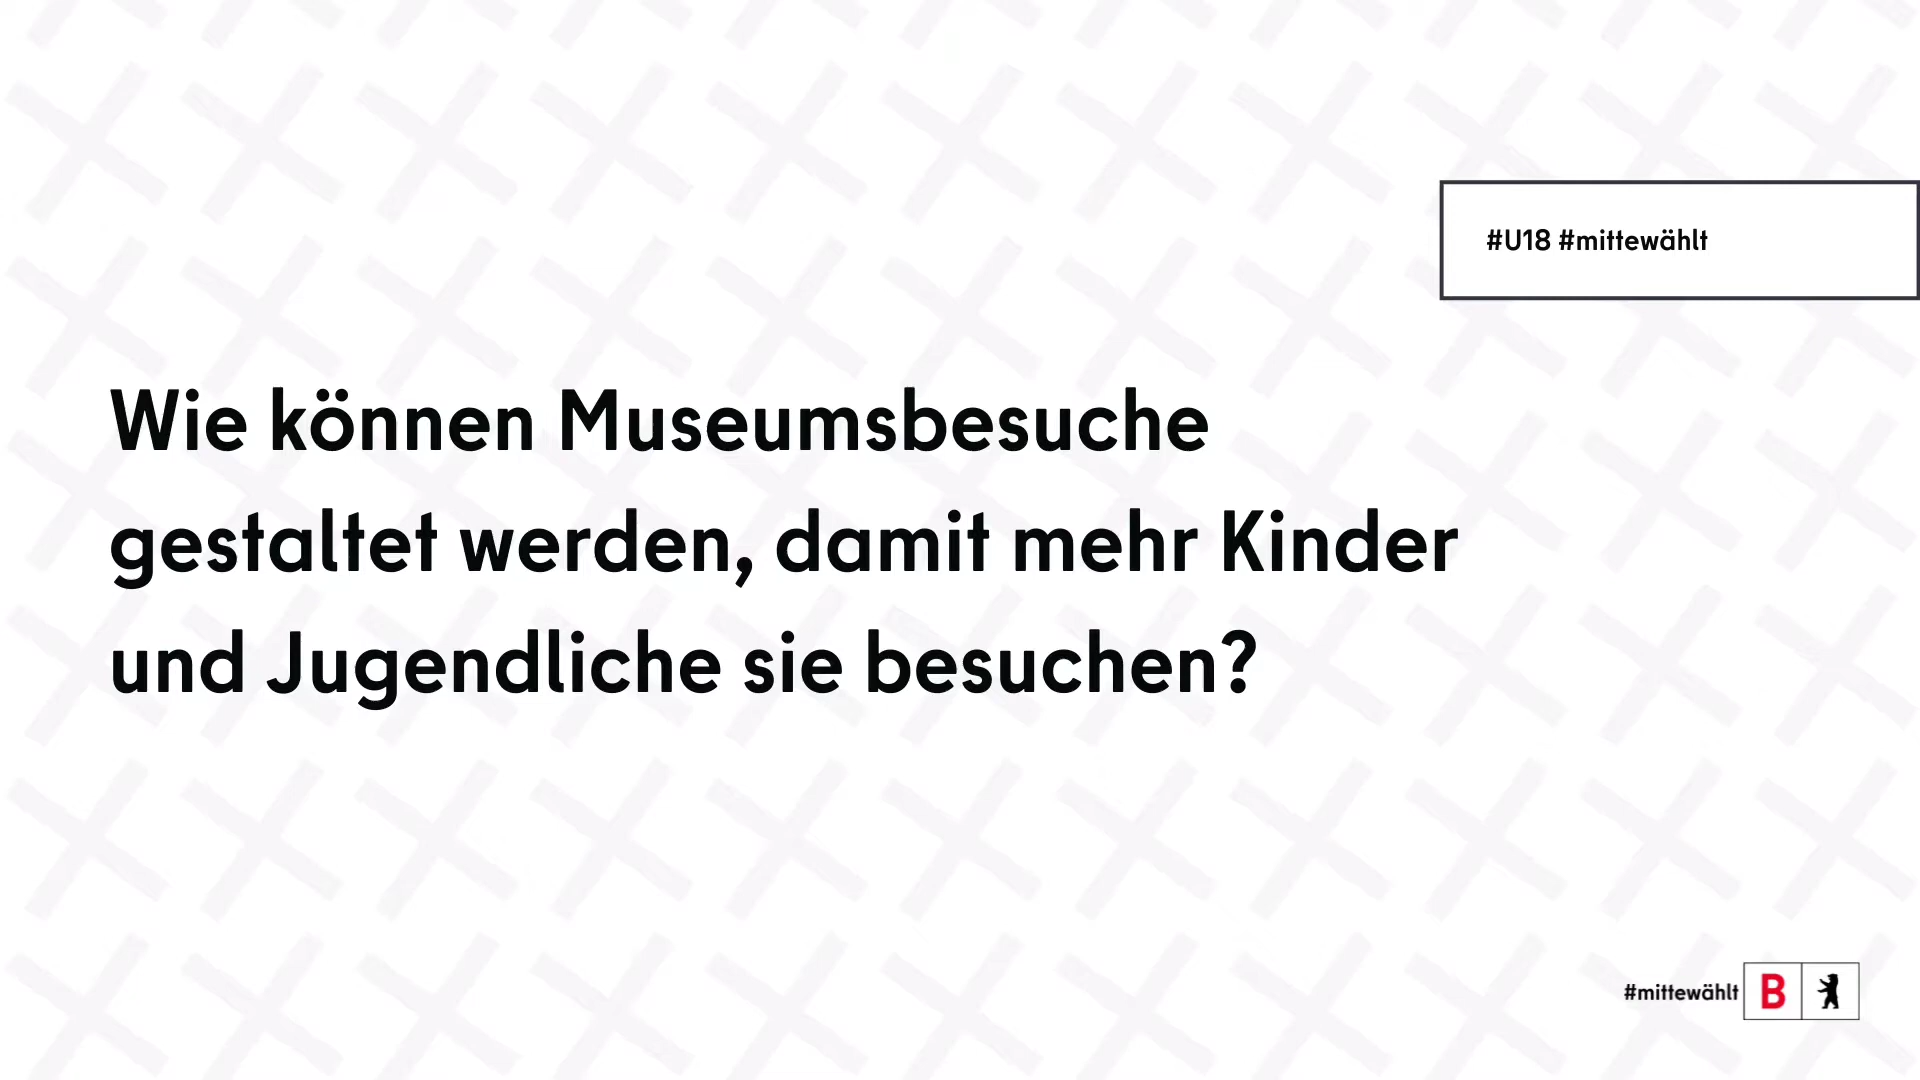 #U18 #mittewählt
Wie können Museumsbesuche
gestaltet werden, damit mehr Kinder
und Jugendliche sie besuchen?
#mittewählt B